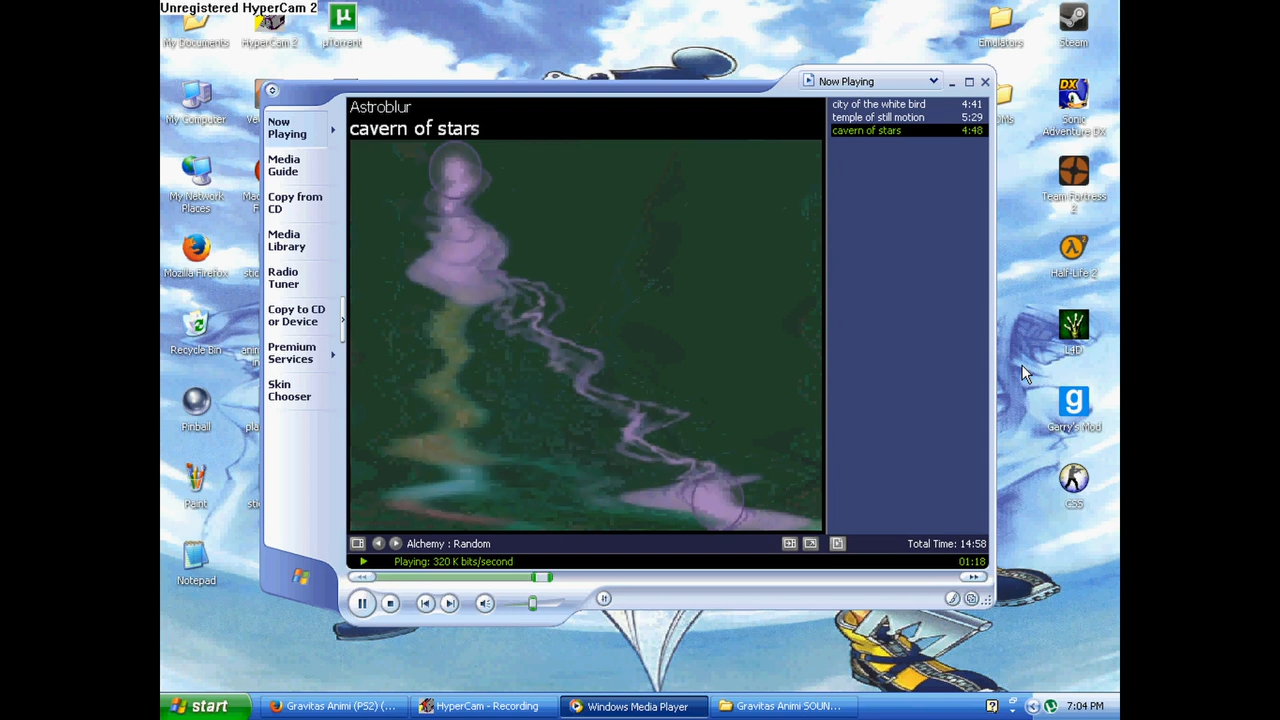 Unregistered HyperCam 2
My Documents
HyperCam 2
µTorrent
Emulators
Steam
My Computer
Sonic Adventure DX
My Network Places
Team Fortress 2
Mozilla Firefox
Half-Life 2
Recycle Bin
L4D
Pinball
Garry's Mod
Paint
CSS
Notepad
Now Playing
Now Playing
Media Guide
Copy from CD
Media Library
Radio Tuner
Copy to CD or Device
Premium Services
Skin Chooser
Astroblur
cavern of stars
city of the white bird 4:41
temple of still motion 5:29
cavern of stars 4:48
Alchemy : Random
Total Time: 14:58
Playing: 320 K bits/second
01:18
start
Gravitas Animi (PS2) (...
HyperCam - Recording
Windows Media Player
Gravitas Animi SOUN...
7:04 PM